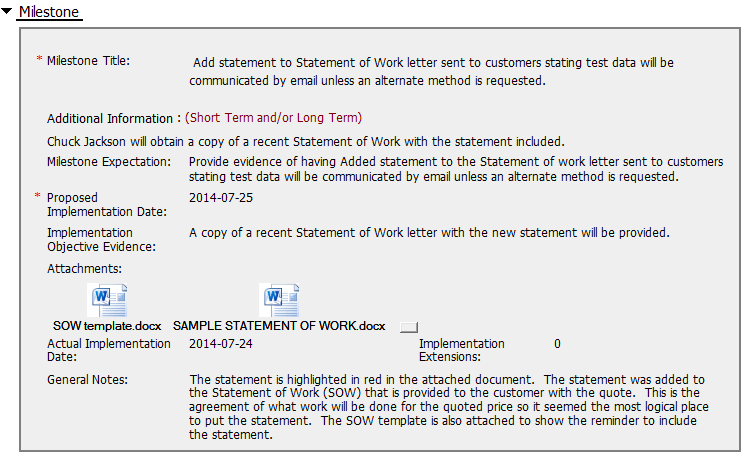 Milestone
* Milestone Title: Add statement to Statement of Work letter sent to customers stating test data will be
communicated by email unless an alternate method is requested.
Additional Information : (Short Term and/or Long Term)
Chuck Jackson will obtain a copy of a recent Statement of Work with the statement included.
Milestone Expectation: Provide evidence of having Added statement to the Statement of work letter sent to customers
stating test data will be communicated by email unless an alternate method is requested.
* Proposed 2014-07-25
Implementation Date:
Implementation
Objective Evidence: A copy of a recent Statement of Work letter with the new statement will be provided.
Attachments:
SOW template.docx SAMPLE STATEMENT OF WORK.docx
Actual Implementation 2014-07-24 Implementation 0
Date: Extensions:
General Notes: The statement is highlighted in red in the attached document. The statement was added to
the Statement of Work (SOW) that is provided to the customer with the quote. This is the
agreement of what work will be done for the quoted price so it seemed the most logical place
to put the statement. The SOW template is also attached to show the reminder to include
the statement.